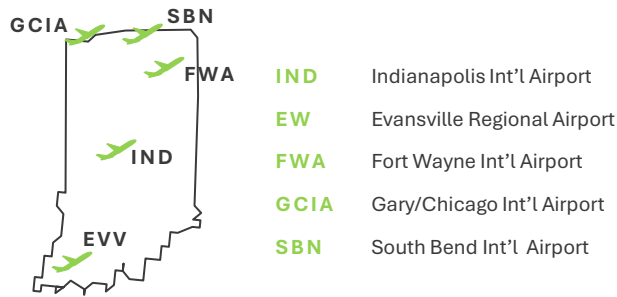 GCIA
SBN
FWA
IND
EVV
IND Indianapolis Int'l Airport
EW Evansville Regional Airport
FWA Fort Wayne Int'l Airport
GCIA Gary/Chicago Int'l Airport
SBN South Bend Int'l Airport